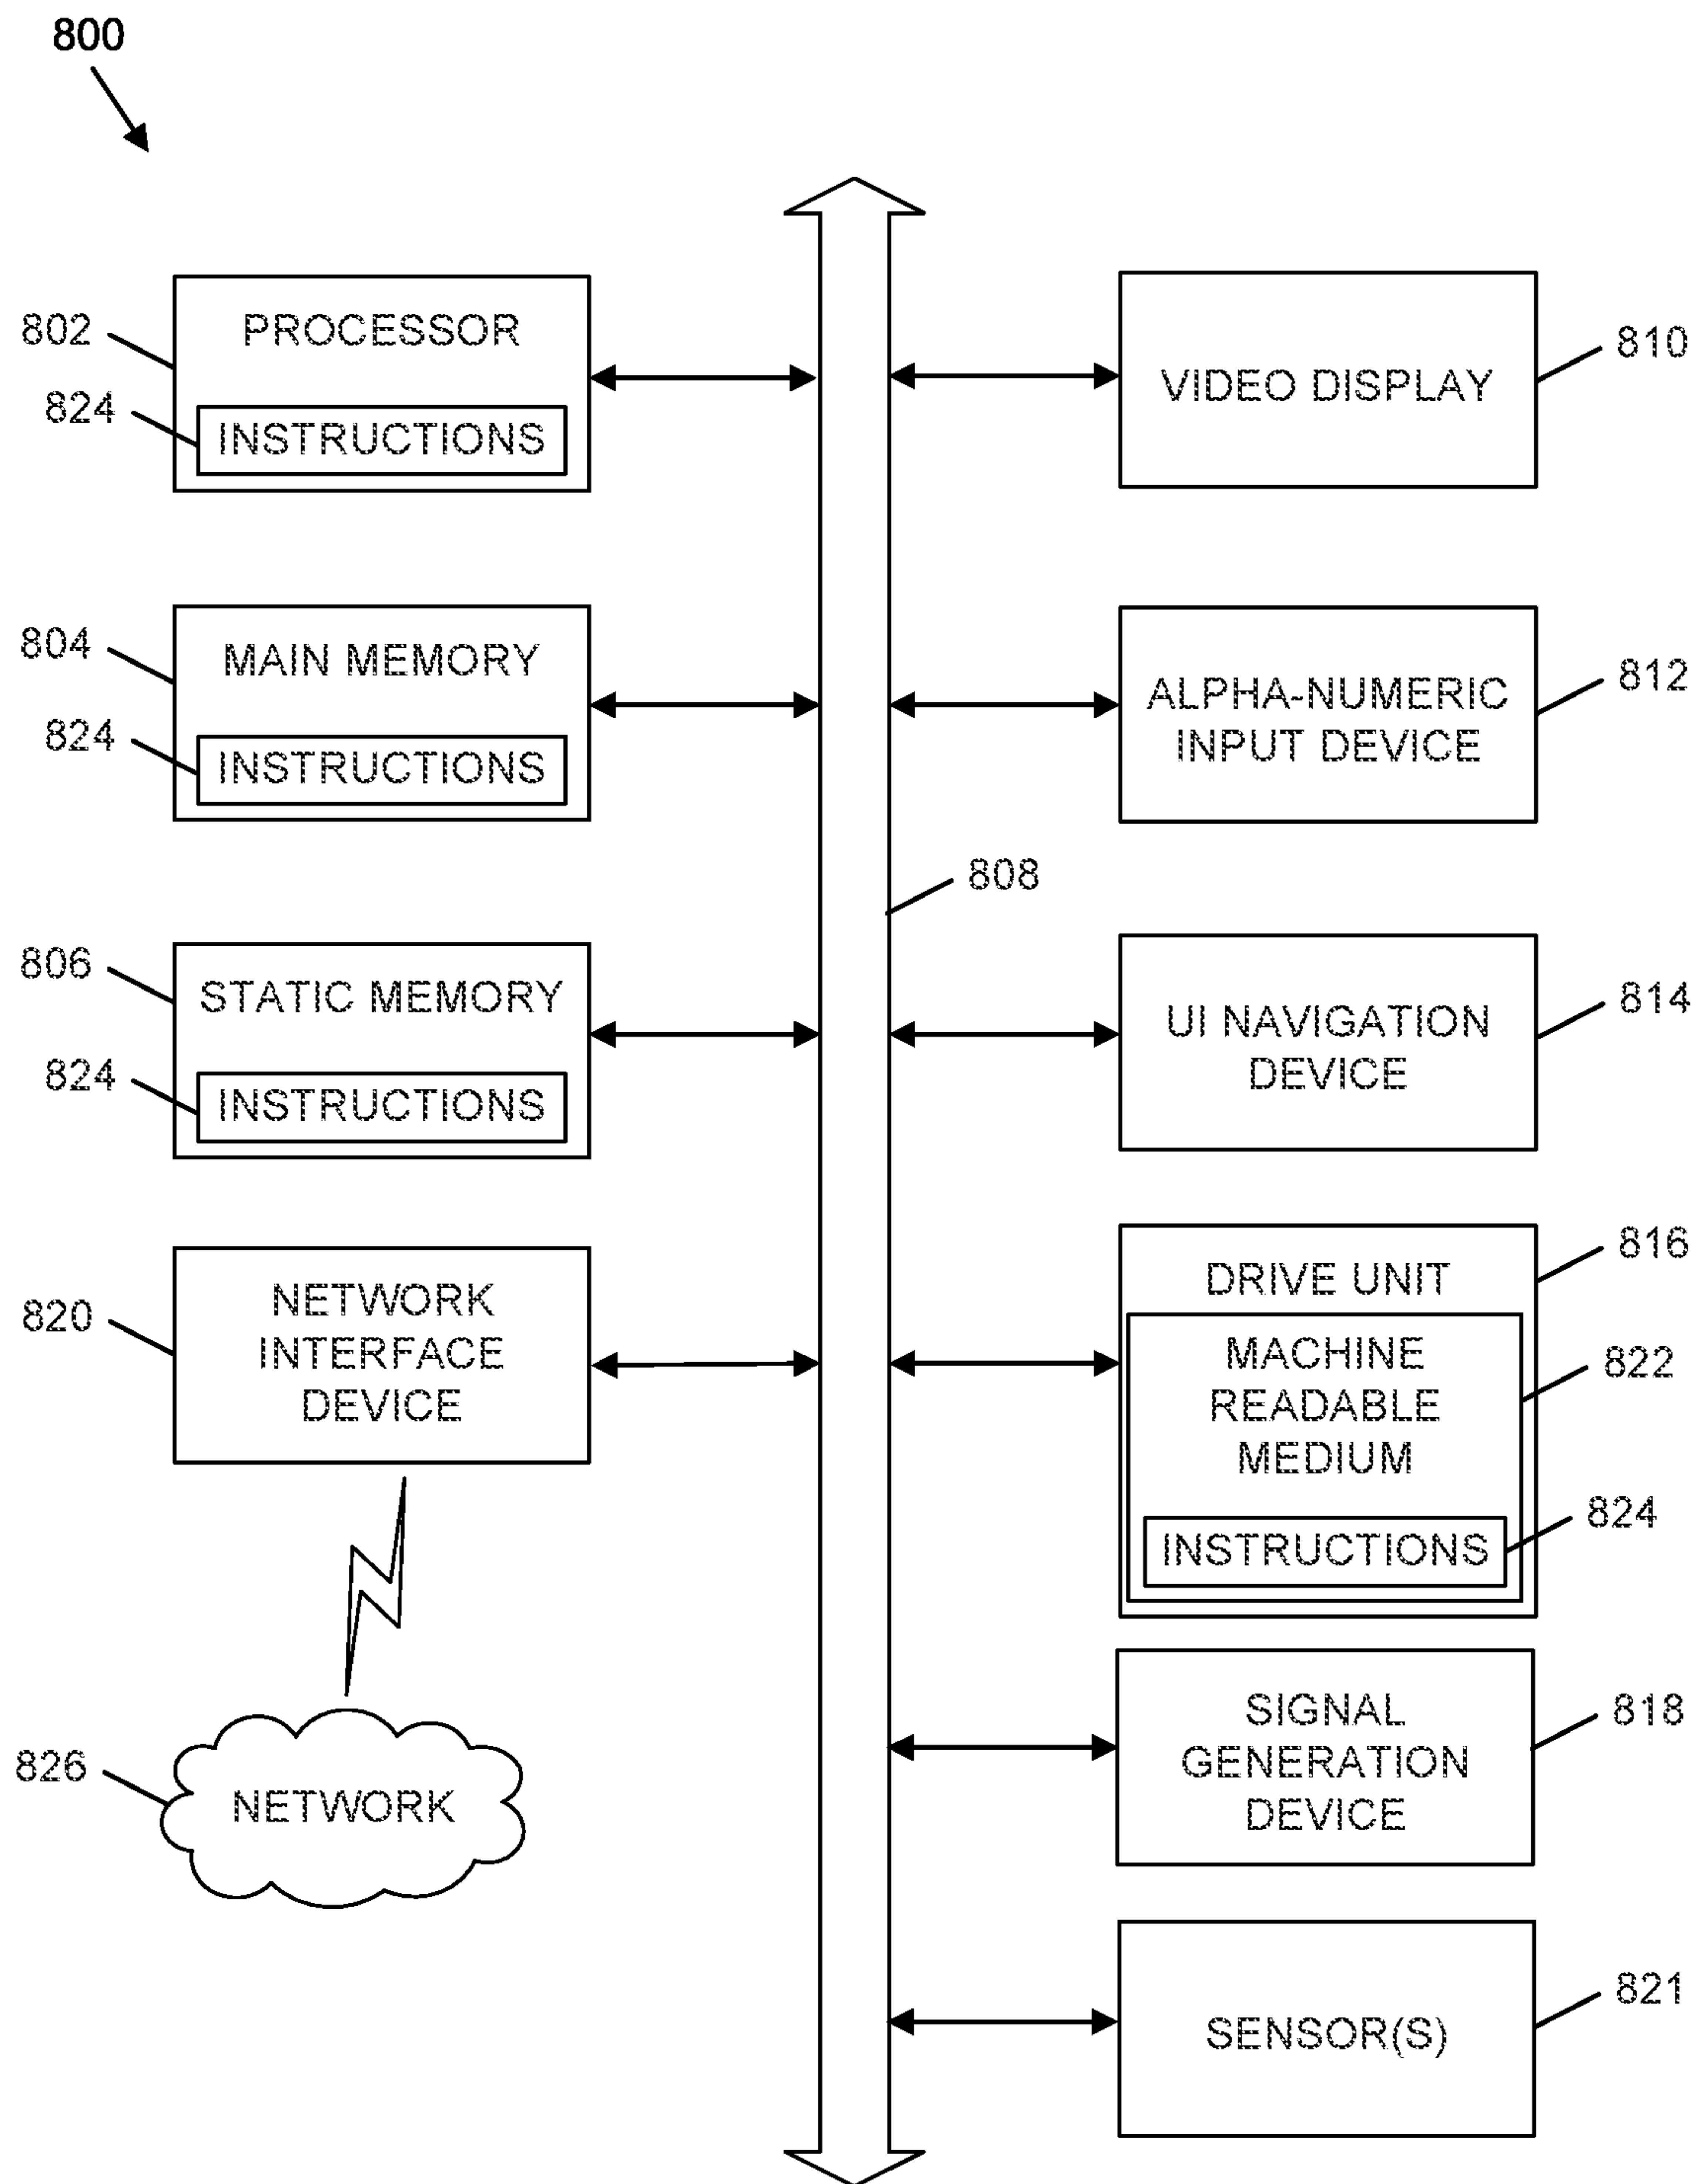 800
802
PROCESSOR
824
INSTRUCTIONS
804
MAIN MEMORY
824
INSTRUCTIONS
806
STATIC MEMORY
824
INSTRUCTIONS
820
NETWORK
INTERFACE
DEVICE
826
NETWORK
808
VIDEO DISPLAY
810
ALPHA-NUMERIC
INPUT DEVICE
812
UI NAVIGATION
DEVICE
814
DRIVE UNIT
816
MACHINE
READABLE
MEDIUM
822
INSTRUCTIONS
824
SIGNAL
GENERATION
DEVICE
818
SENSOR(S)
821